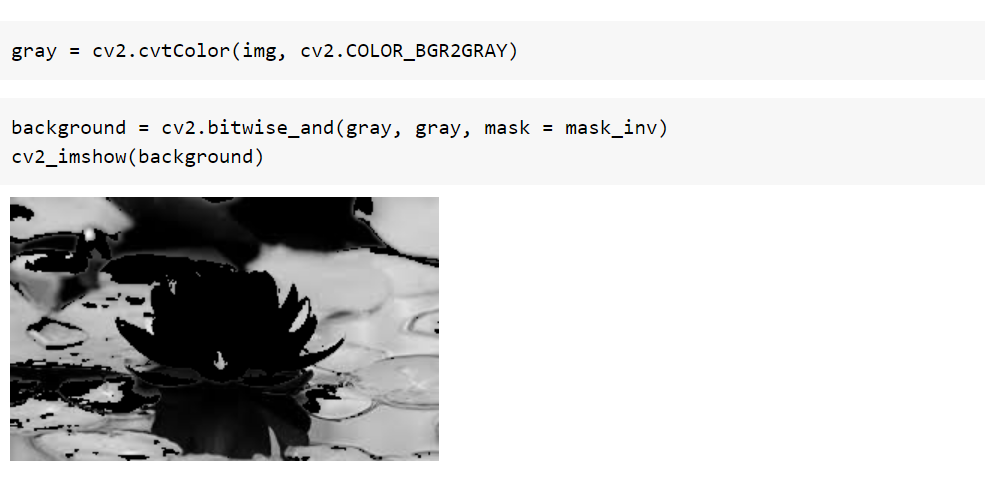 gray = cv2.cvtColor(img, cv2.COLOR_BGR2GRAY)
background = cv2.bitwise_and(gray, gray, mask = mask_inv)
cv2_imshow(background)